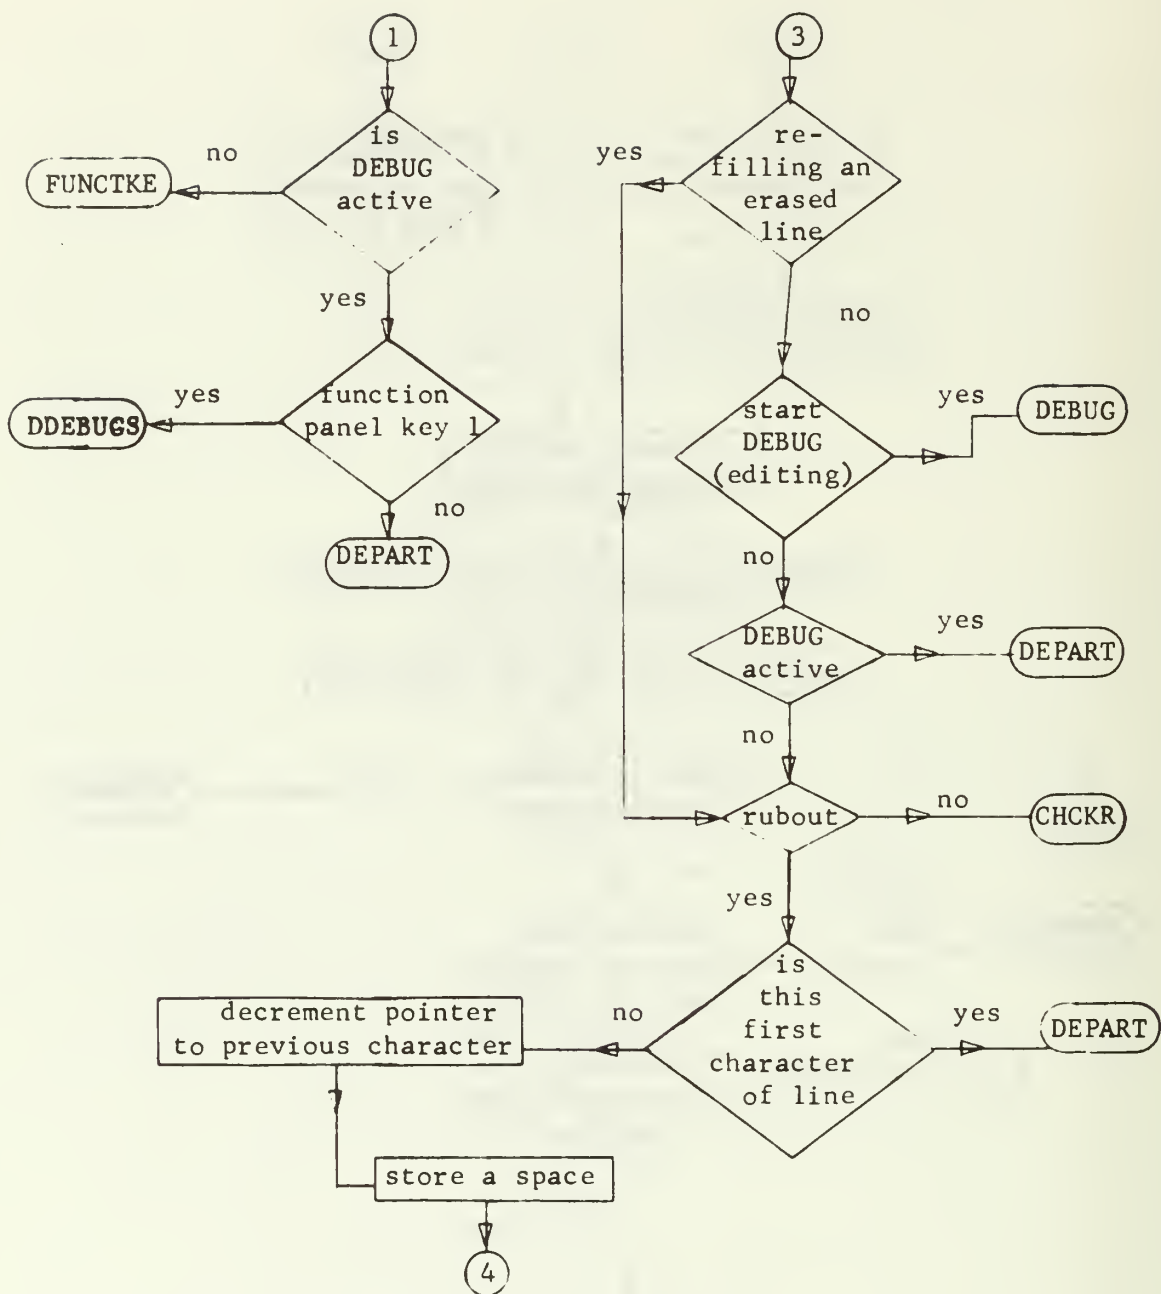 1
is
DEBUG
active
no
FUNCTKE
yes
function
panel key 1
yes
DDEBUGS
no
DEPART
3
re-
filling an
erased
line
yes
no
start
DEBUG
(editing)
yes
DEBUG
no
DEBUG
active
yes
DEPART
no
rubout
no
CHCKR
yes
is
this
first
character
of line
yes
DEPART
no
decrement pointer
to previous character
store a space
4